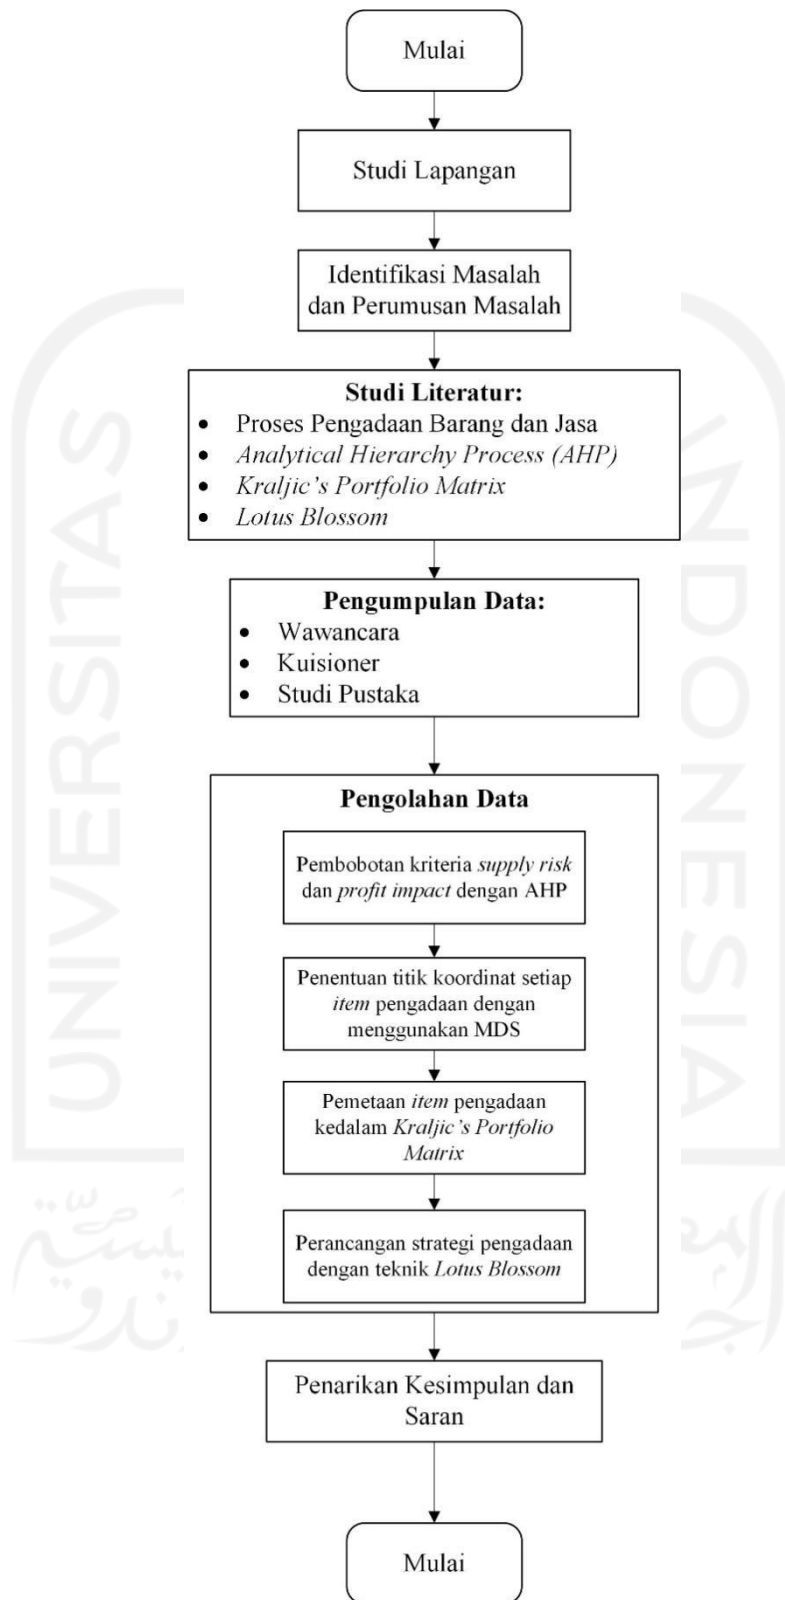 Mulai
Studi Lapangan
Identifikasi Masalah
dan Perumusan Masalah
Studi Literatur:
• Proses Pengadaan Barang dan Jasa
• Analytical Hierarchy Process (AHP)
• Kraljic's Portfolio Matrix
• Lotus Blossom
Pengumpulan Data:
• Wawancara
• Kuisioner
• Studi Pustaka
Pengolahan Data
Pembobotan kriteria supply risk
dan profit impact dengan AHP
Penentuan titik koordinat setiap
item pengadaan dengan
menggunakan MDS
Pemetaan item pengadaan
kedalam Kraljic's Portfolio
Matrix
Perancangan strategi pengadaan
dengan teknik Lotus Blossom
Penarikan Kesimpulan dan
Saran
Mulai
UNIVERSITAS
NDONESIA